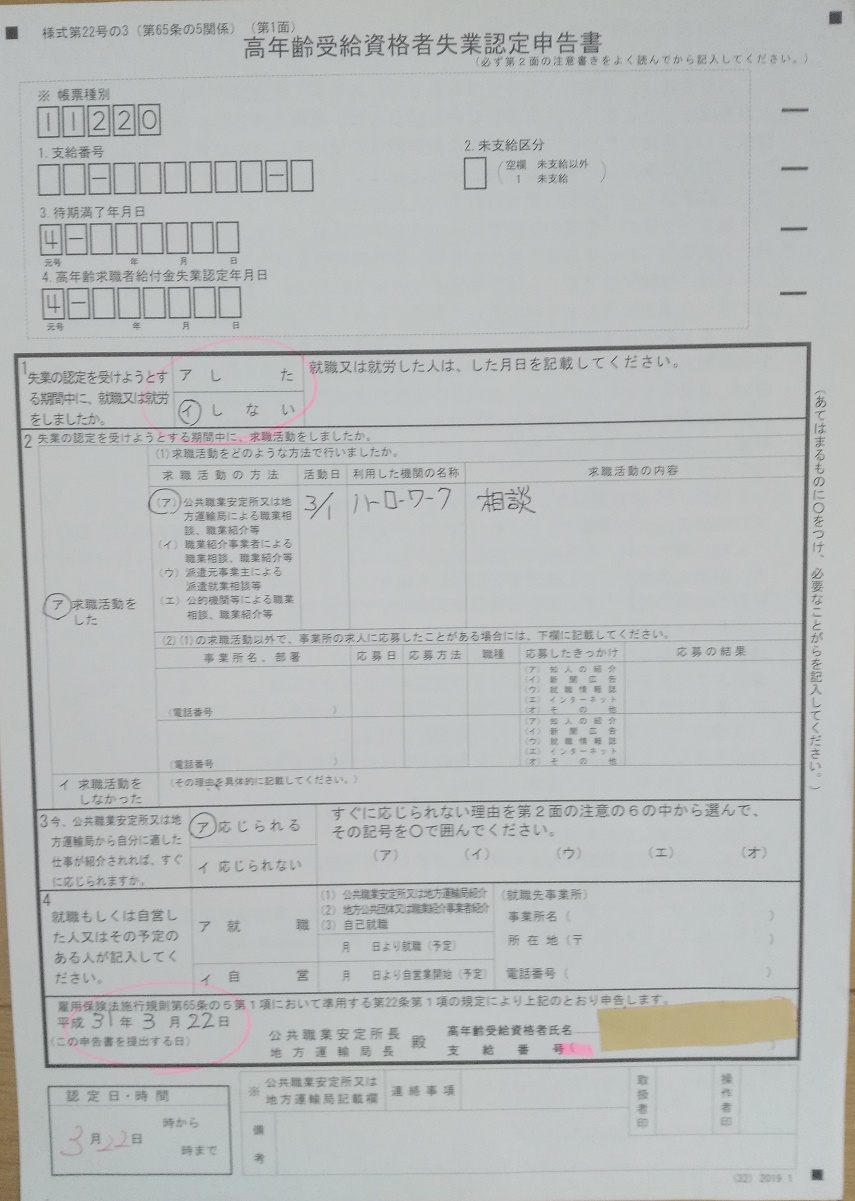 様式第22号の3（第65条の5関係）（第1面）
高年齢受給資格者失業認定申告書
（必ず第2面の注意書きをよく読んでから記入してください。）
※ 帳票種別
11220
1.支給番号
2.未支給区分
空欄 未支給以外
1 未支給
3.待期満了年月日
4
元号 年 月 日
4.高年齢求職者給付金失業認定年月日
4
元号 年 月 日
1 失業の認定を受けようとす
る期間中に、就職又は就労
をしましたか。
ア した
イ しない
就職又は就労した人は、した月日を記載してください。
2 失業の認定を受けようとする期間中に、求職活動をしましたか。
(1)求職活動をどのような方法で行いましたか。
求職活動の方法 活動日 利用した機関の名称 求職活動の内容
(ア) 公共職業安定所又は地
方運輸局による職業相
談、職業紹介等
3/1 ハローワーク 相談
(イ) 職業紹介事業者による
職業相談、職業紹介等
(ウ) 派遣元事業主による
派遣就業相談等
(エ) 公的機関等による職業
相談、職業紹介等
ア 求職活動を
した
(2)(1)の求職活動以外で、事業所の求人に応募したことがある場合には、下欄に記載してください。
事業所名、部署 応募日 応募方法 職種 応募したきっかけ 応募の結果
(ア) 知人の紹介
(イ) 新聞広告
(ウ) 就職情報誌
(エ) インターネット
(オ) その他
（電話番号 ）
(ア) 知人の紹介
(イ) 新聞広告
(ウ) 就職情報誌
(エ) インターネット
(オ) その他
（電話番号 ）
イ 求職活動を
しなかった
（その理由を具体的に記載してください。）
3 今、公共職業安定所又は地
方運輸局から自分に適した
仕事が紹介されれば、すぐ
に応じられますか。
ア 応じられる
イ 応じられない
すぐに応じられない理由を第2面の注意の6の中から選んで、
その記号を〇で囲んでください。
(ア) (イ) (ウ) (エ) (オ)
4
就職もしくは自営し
た人又はその予定の
ある人が記入してく
ださい。
ア 就職
(1) 公共職業安定所又は地方運輸局紹介
(2) 地方公共団体又は職業紹介事業者紹介
(3) 自己就職
月 日より就職（予定）
イ 自営
月 日より自営業開始（予定）
（就職先事業所）
事業所名（ ）
所在地（〒 ）
電話番号（ ）
雇用保険法施行規則第65条の5第1項において準用する第22条第1項の規定により上記のとおり申告します。
平成 31 年 3 月 22 日
（この申告書を提出する日）
公共職業安定所長
地方運輸局長
殿
高年齢受給資格者氏名
支給番号（ ）
（あてはまるものに〇をつけ、必要なことがらを記入してください。）
認定日・時間
3月22日
時から
時まで
※
公共職業安定所又は
地方運輸局記載欄
連絡事項
取扱者印
操作者印
備考
(32) 2019.1